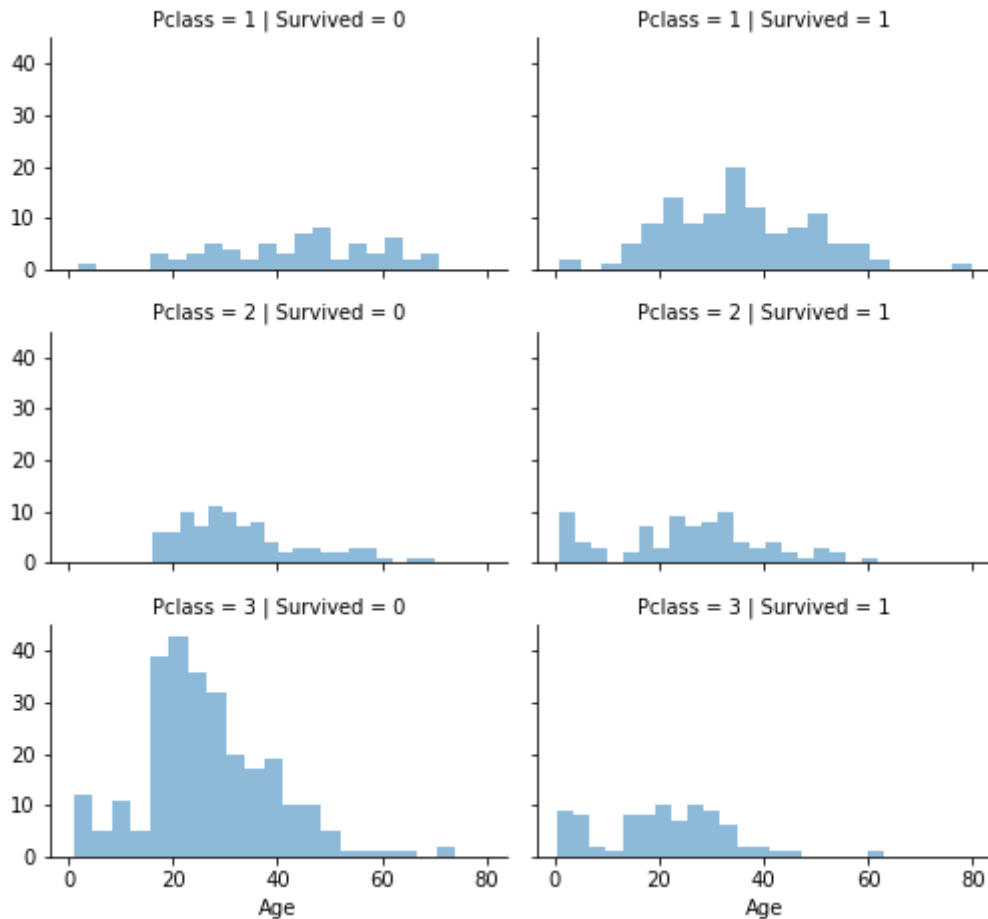 Pclass = 1 | Survived = 0
Pclass = 1 | Survived = 1
40
30
20
10
0
Pclass = 2 | Survived = 0
Pclass = 2 | Survived = 1
40
30
20
10
0
Pclass = 3 | Survived = 0
Pclass = 3 | Survived = 1
40
30
20
10
0
0 20 40 60 80
0 20 40 60 80
Age
Age